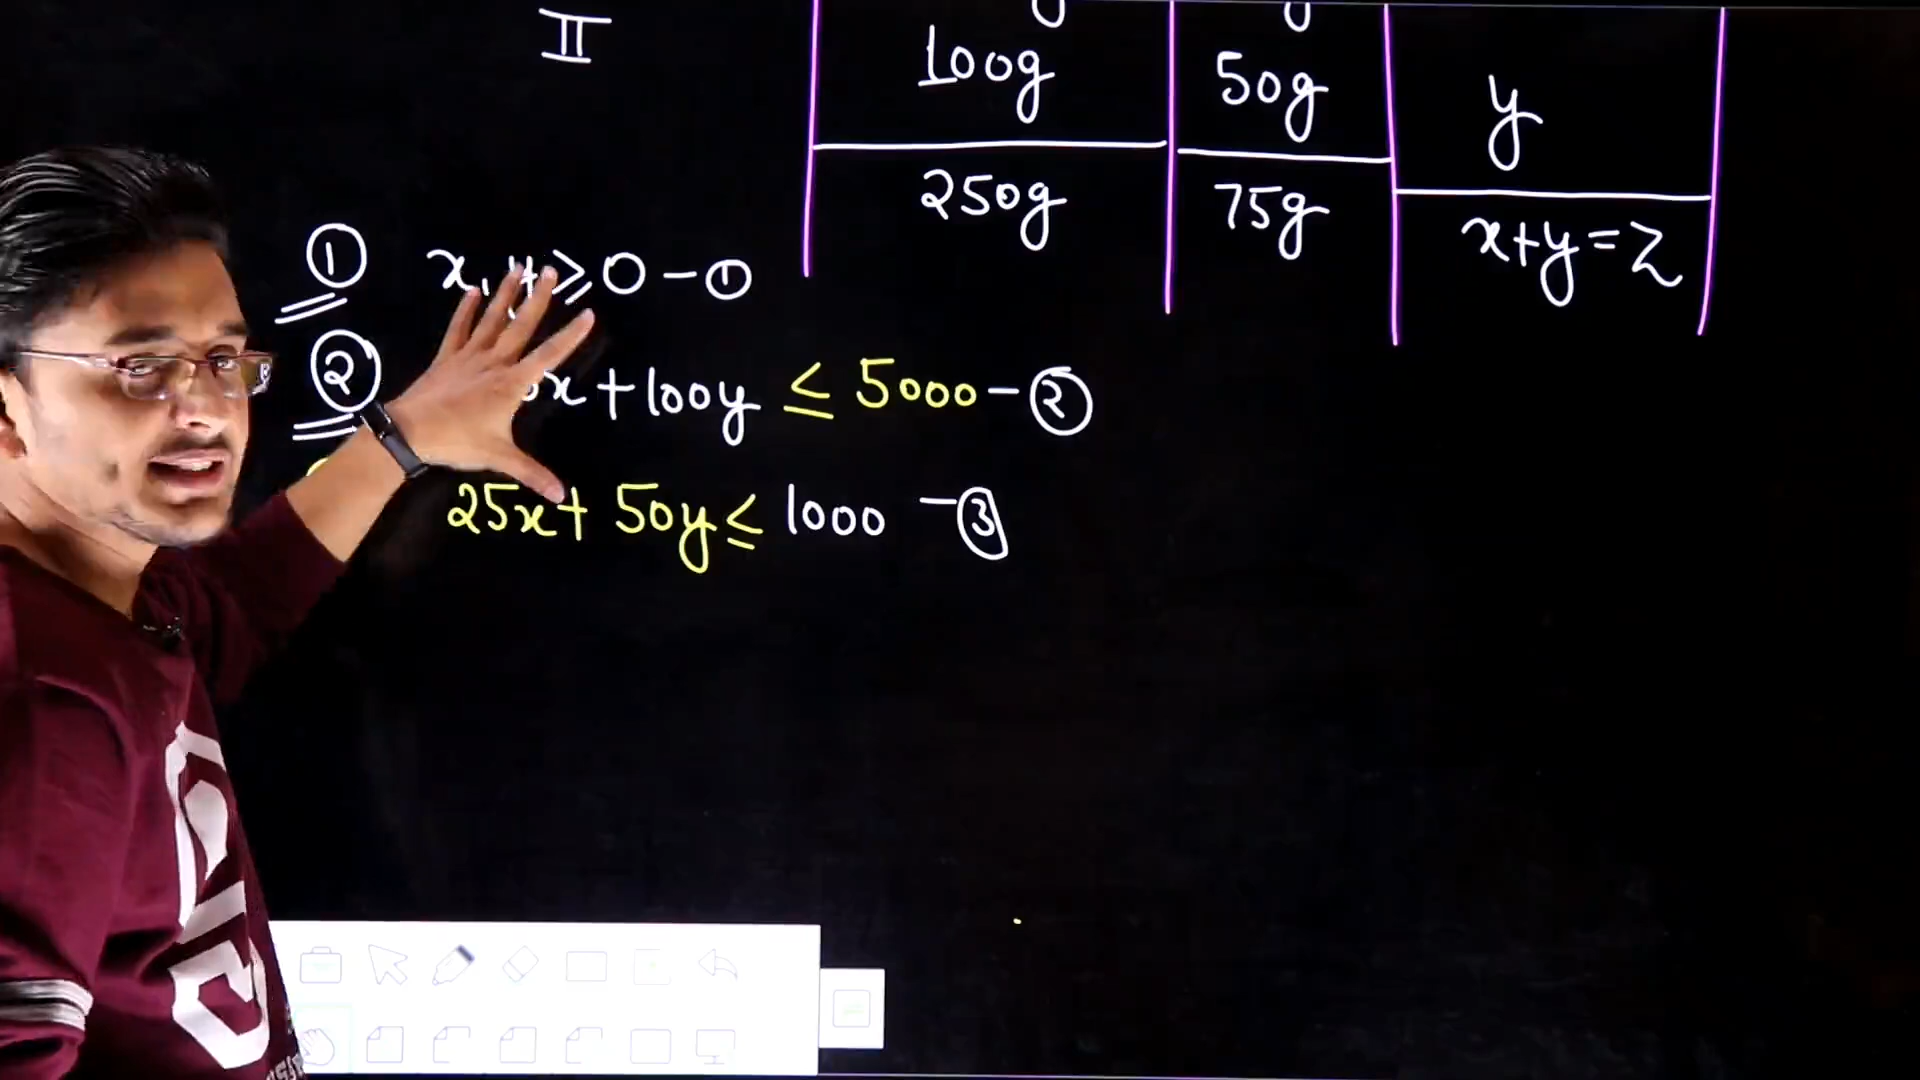 II 100g 50g y
250g 75g x+y=Z
① x, y ≥ 0 - ①
② x + 100y ≤ 5000 - ②
25x + 50y ≤ 1000 - ③